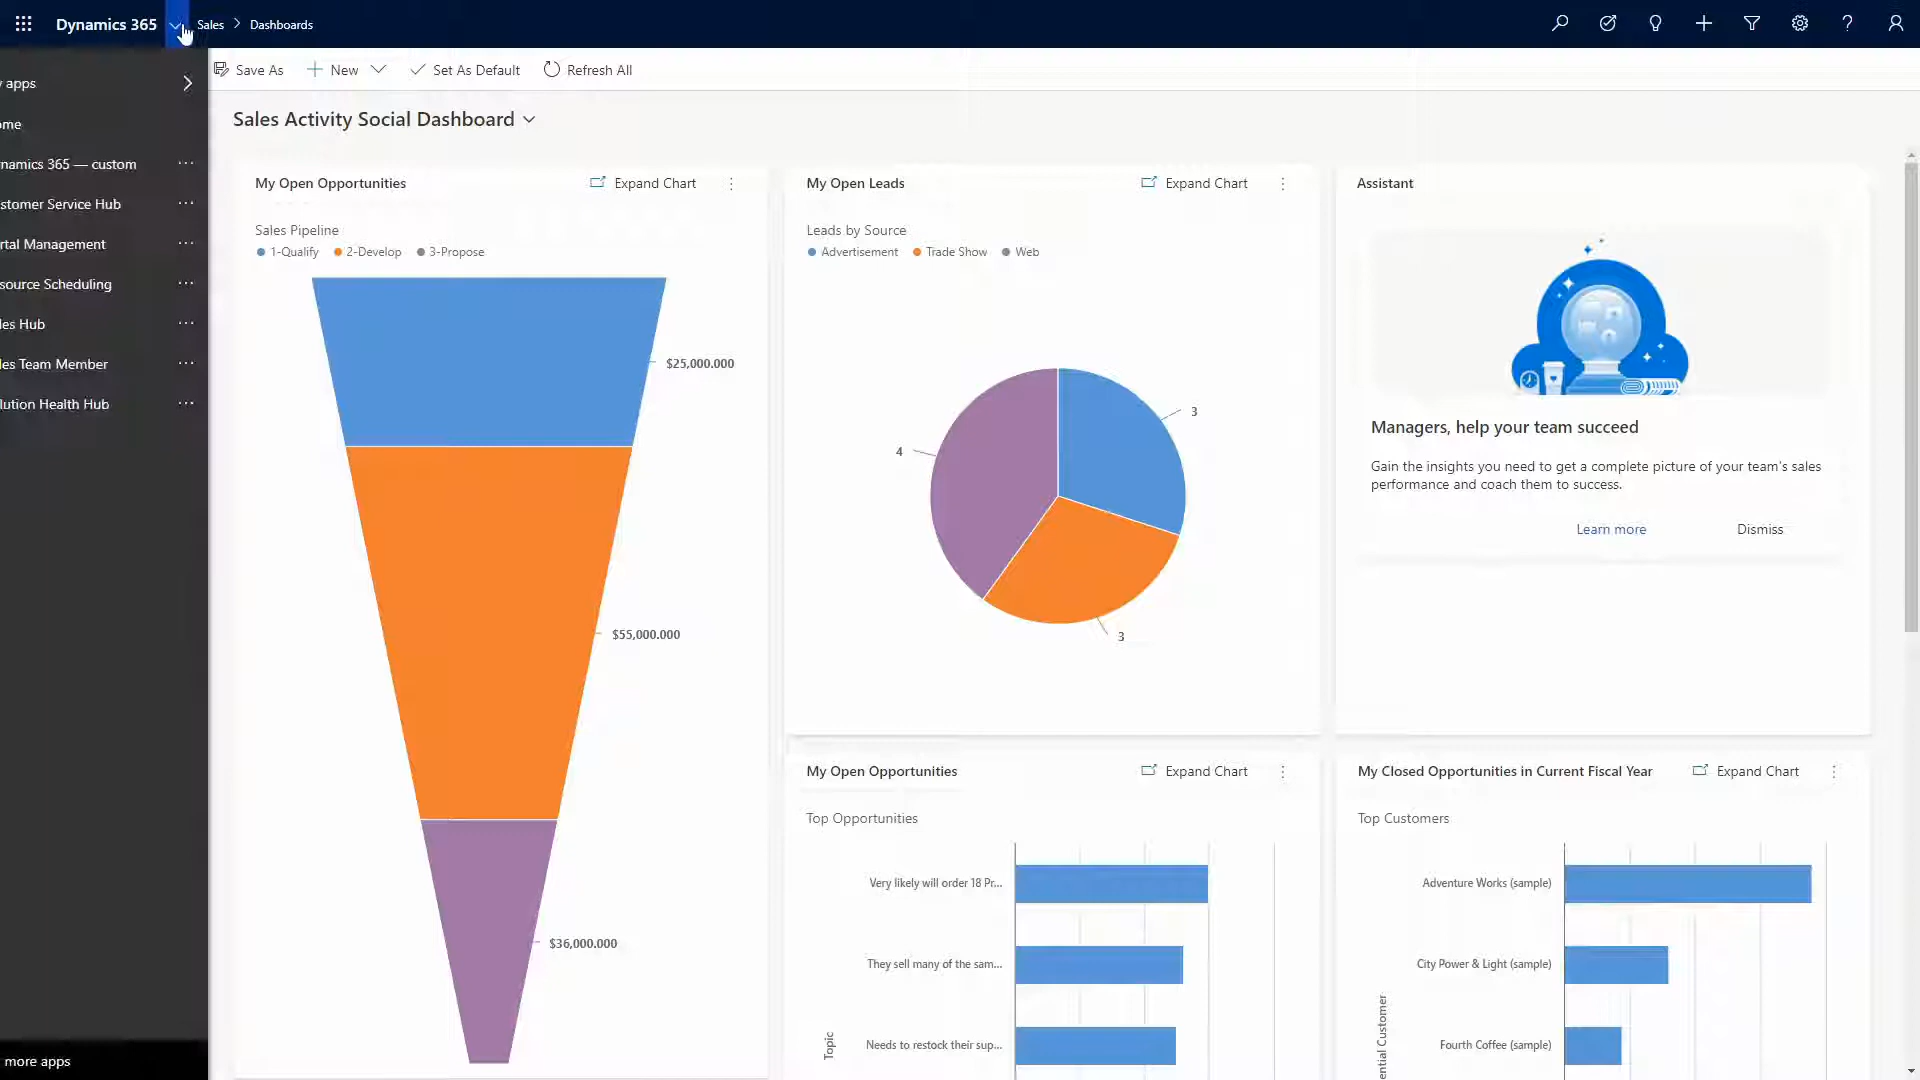 Dynamics 365
Sales
Dashboards
y apps
ome
namics 365 — custom
stomer Service Hub
rtal Management
source Scheduling
les Hub
les Team Member
lution Health Hub
more apps
Save As
New
Set As Default
Refresh All
Sales Activity Social Dashboard
My Open Opportunities
Expand Chart
Sales Pipeline
1-Qualify 2-Develop 3-Propose
$25,000.000
$55,000.000
$36,000.000
My Open Leads
Expand Chart
Leads by Source
Advertisement Trade Show Web
3
4
3
Assistant
Managers, help your team succeed
Gain the insights you need to get a complete picture of your team's sales
performance and coach them to success.
Learn more
Dismiss
My Open Opportunities
Expand Chart
Top Opportunities
Very likely will order 18 Pr...
They sell many of the sam...
Needs to restock their sup...
Topic
My Closed Opportunities in Current Fiscal Year
Expand Chart
Top Customers
Adventure Works (sample)
City Power & Light (sample)
Fourth Coffee (sample)
ential Customer